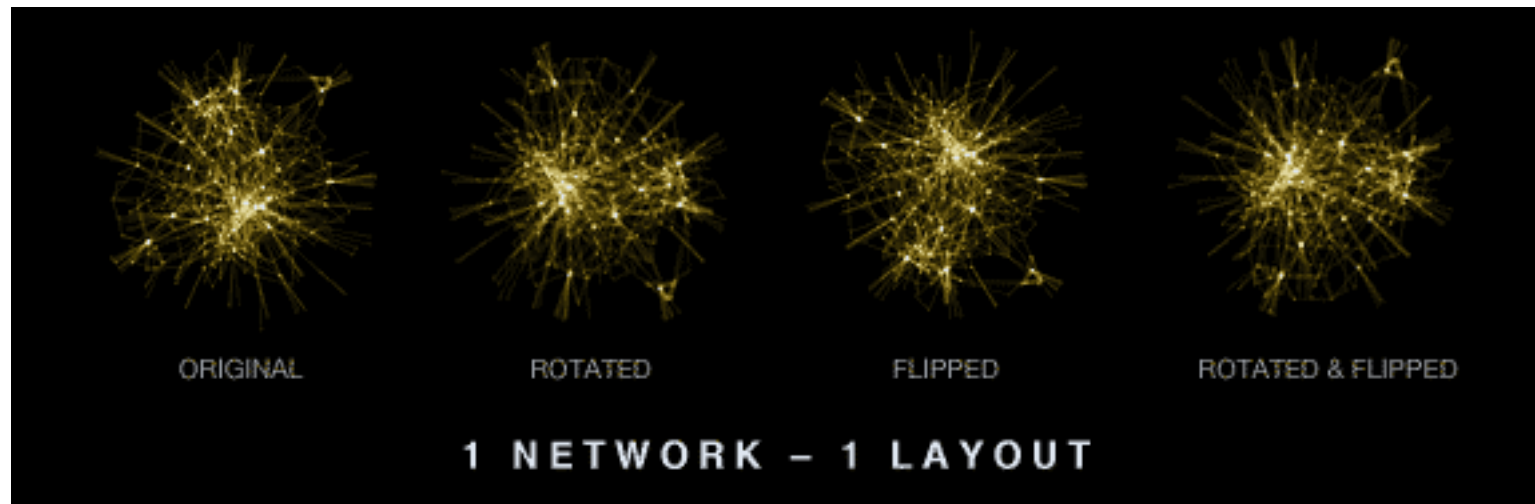 ORIGINAL ROTATED FLIPPED ROTATED & FLIPPED
1 NETWORK – 1 LAYOUT